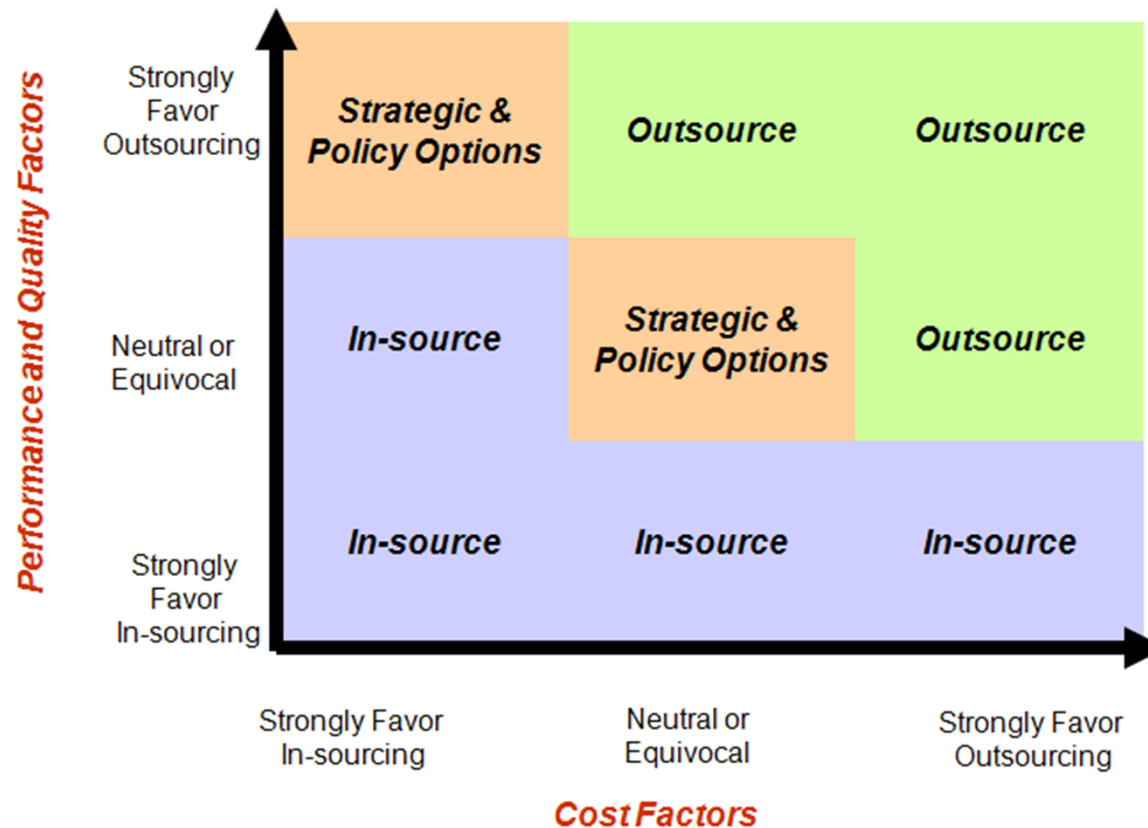 Performance and Quality Factors
Strongly
Favor
Outsourcing
Strategic &
Policy Options
Outsource
Outsource
Neutral or
Equivocal
In-source
Strategic &
Policy Options
Outsource
Strongly
Favor
In-sourcing
In-source
In-source
In-source
Strongly Favor
In-sourcing
Neutral or
Equivocal
Strongly Favor
Outsourcing
Cost Factors